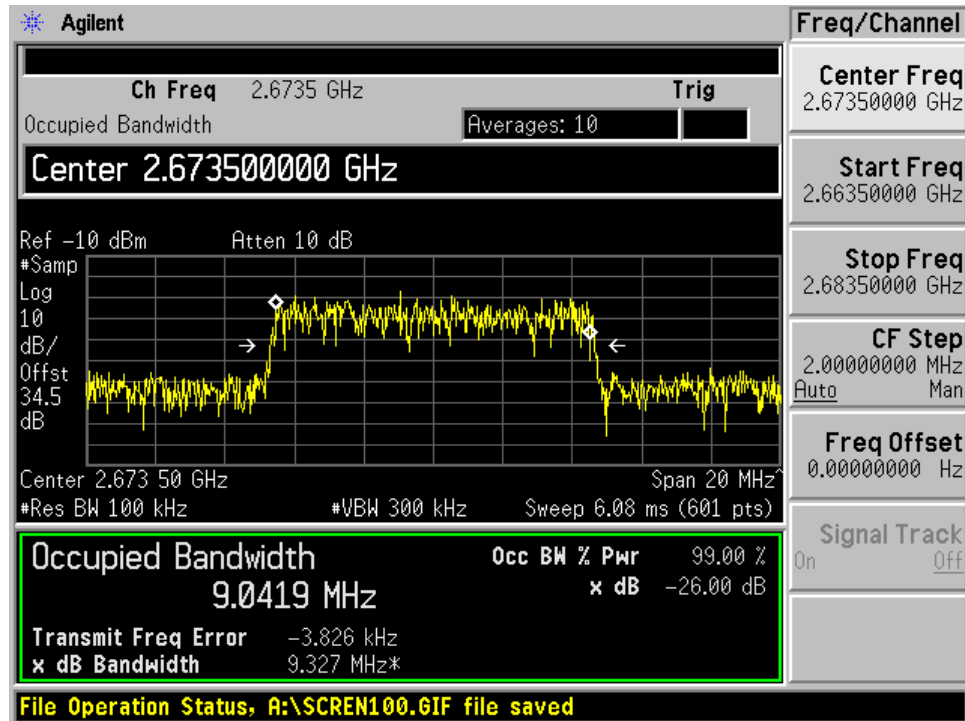 Agilent
Freq/Channel
Ch Freq 2.6735 GHz Trig
Occupied Bandwidth Averages: 10
Center 2.673500000 GHz
Ref -10 dBm Atten 10 dB
#Samp
Log
10
dB/
Offst
34.5
dB
Center 2.673 50 GHz Span 20 MHz^
#Res BW 100 kHz #VBW 300 kHz Sweep 6.08 ms (601 pts)
Occupied Bandwidth
9.0419 MHz
Occ BW % Pwr 99.00 %
x dB -26.00 dB
Transmit Freq Error -3.826 kHz
x dB Bandwidth 9.327 MHz*
File Operation Status, A:\SCREN100.GIF file saved
Center Freq
2.67350000 GHz
Start Freq
2.66350000 GHz
Stop Freq
2.68350000 GHz
CF Step
2.00000000 MHz
Auto Man
Freq Offset
0.00000000 Hz
Signal Track
On Off